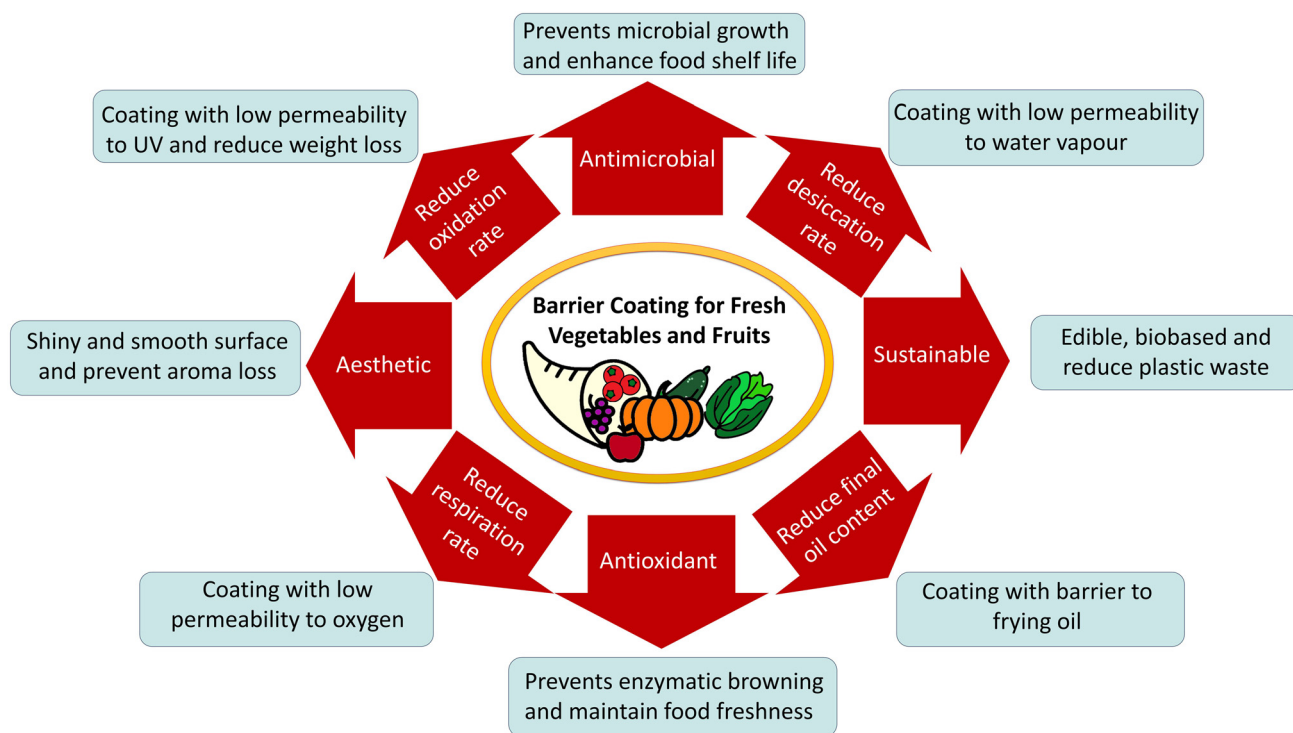 Prevents microbial growth
and enhance food shelf life
Coating with low permeability
to UV and reduce weight loss
Coating with low permeability
to water vapour
Antimicrobial
Reduce
oxidation
rate
Reduce
desiccation
rate
Barrier Coating for Fresh
Vegetables and Fruits
Shiny and smooth surface
and prevent aroma loss
Aesthetic
Sustainable
Edible, biobased and
reduce plastic waste
Reduce
respiration
rate
Antioxidant
Reduce final
oil content
Coating with low
permeability to oxygen
Coating with barrier to
frying oil
Prevents enzymatic browning
and maintain food freshness